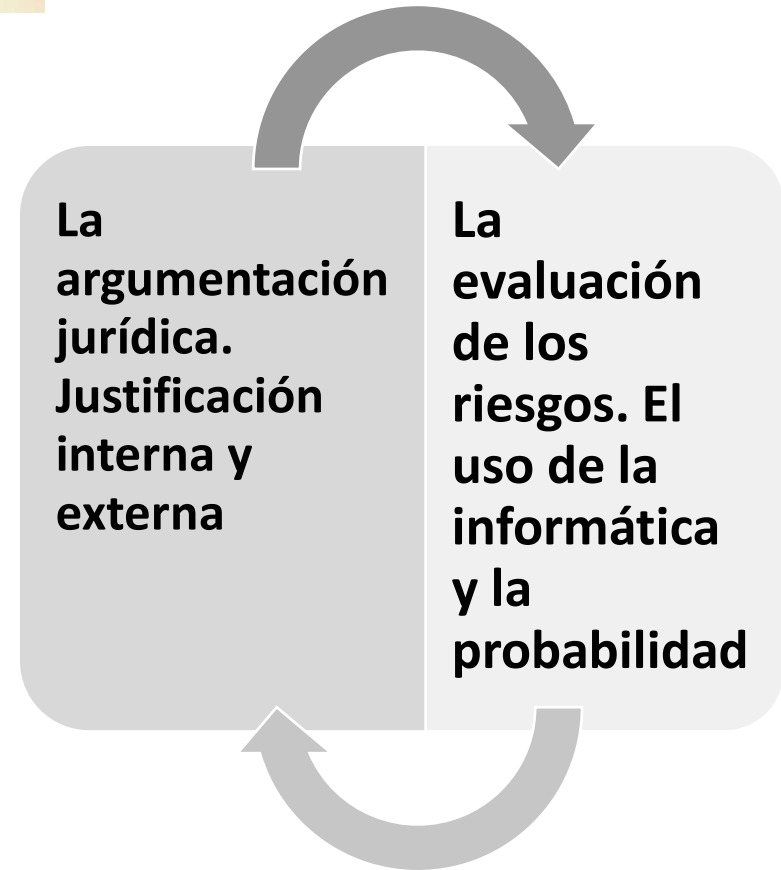 La
argumentación
jurídica.
Justificación
interna y
externa
La
evaluación
de los
riesgos. El
uso de la
informática
y la
probabilidad